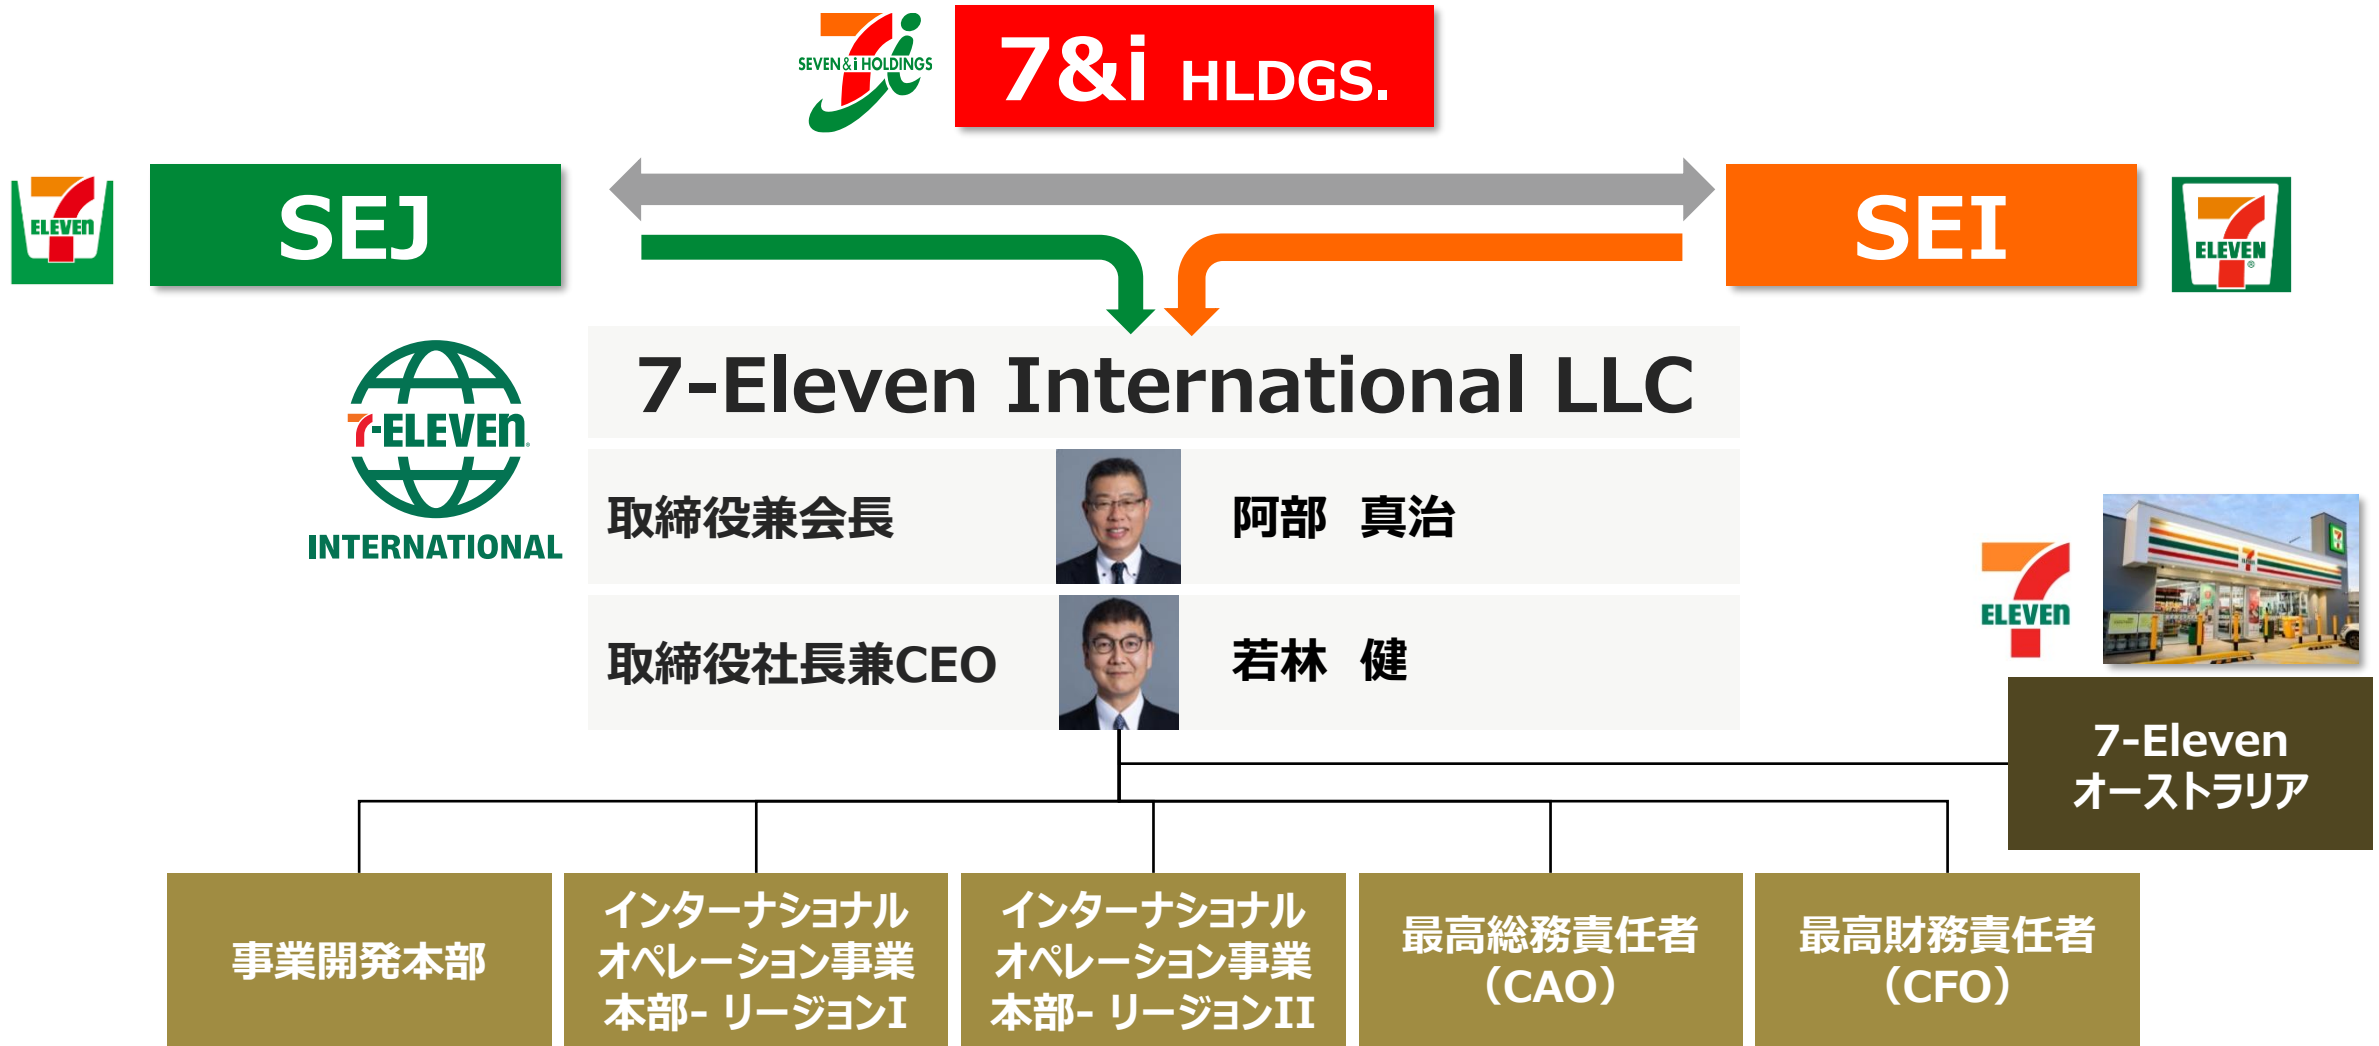 SEVEN&i HOLDINGS
7&i HLDGS.
7
ELEVEN
SEJ
SEI
7
ELEVEN
®
7-ELEVEN®
INTERNATIONAL
7-Eleven International LLC
取締役兼会長
阿部 真治
取締役社長兼CEO
若林 健
7
ELEVEN
7-Eleven
オーストラリア
事業開発本部
インターナショナル
オペレーション事業
本部- リージョンI
インターナショナル
オペレーション事業
本部- リージョンII
最高総務責任者
（CAO）
最高財務責任者
（CFO）